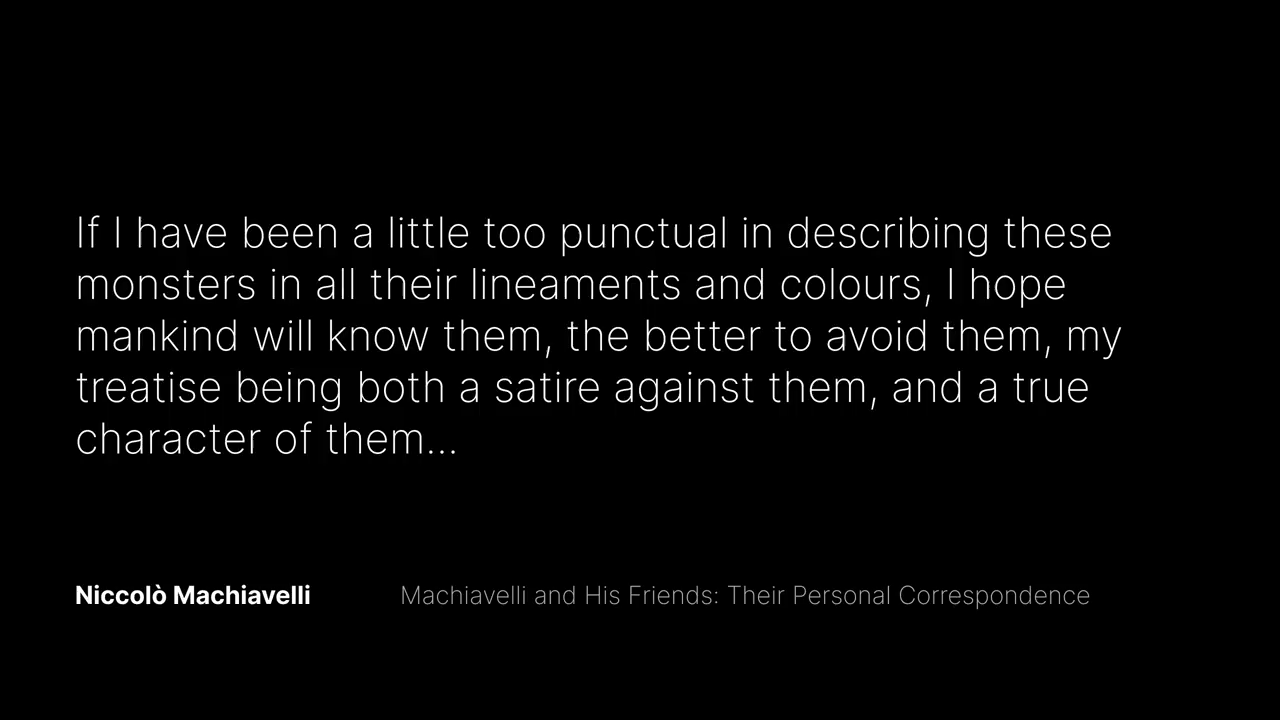 If I have been a little too punctual in describing these
monsters in all their lineaments and colours, I hope
mankind will know them, the better to avoid them, my
treatise being both a satire against them, and a true
character of them...
Niccolò Machiavelli Machiavelli and His Friends: Their Personal Correspondence